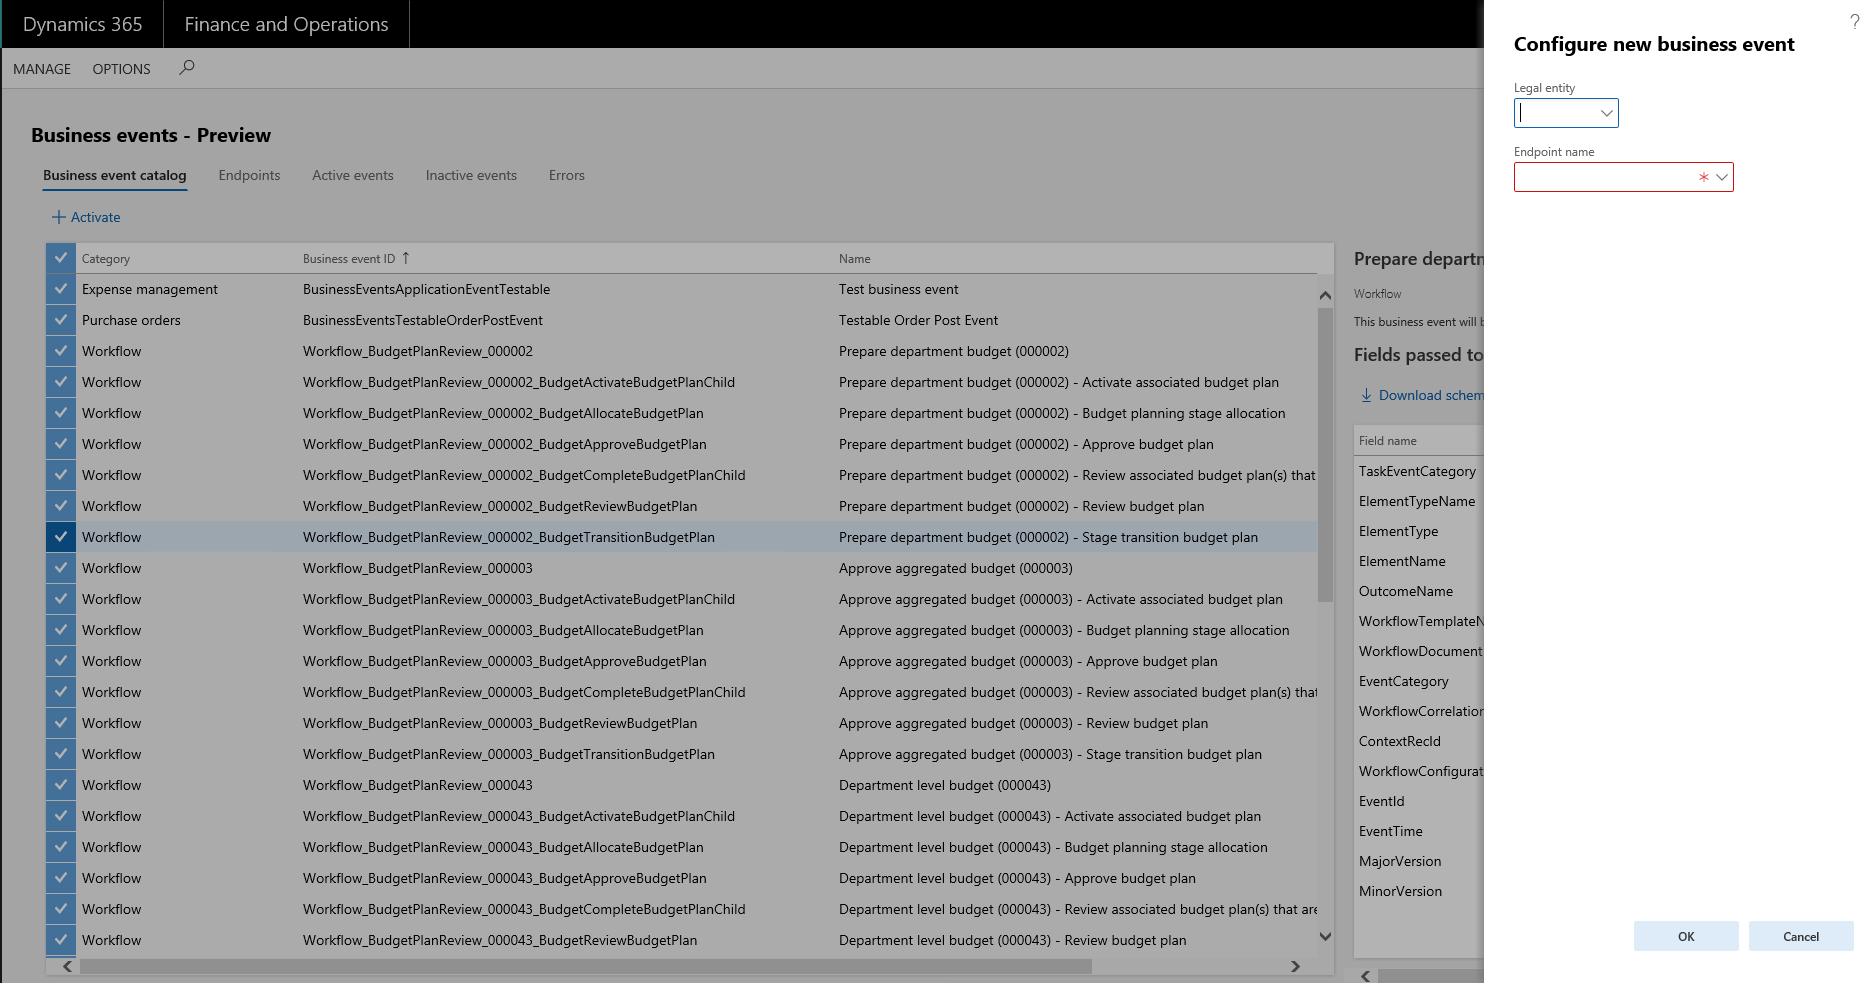 Dynamics 365
Finance and Operations
MANAGE OPTIONS
Business events - Preview
Business event catalog
Endpoints
Active events
Inactive events
Errors
Activate
Category Business event ID ↑ Name
Expense management BusinessEventsApplicationEventTestable Test business event
Purchase orders BusinessEventsTestableOrderPostEvent Testable Order Post Event
Workflow Workflow_BudgetPlanReview_000002 Prepare department budget (000002)
Workflow Workflow_BudgetPlanReview_000002_BudgetActivateBudgetPlanChild Prepare department budget (000002) - Activate associated budget plan
Workflow Workflow_BudgetPlanReview_000002_BudgetAllocateBudgetPlan Prepare department budget (000002) - Budget planning stage allocation
Workflow Workflow_BudgetPlanReview_000002_BudgetApproveBudgetPlan Prepare department budget (000002) - Approve budget plan
Workflow Workflow_BudgetPlanReview_000002_BudgetCompleteBudgetPlanChild Prepare department budget (000002) - Review associated budget plan(s) that
Workflow Workflow_BudgetPlanReview_000002_BudgetReviewBudgetPlan Prepare department budget (000002) - Review budget plan
Workflow Workflow_BudgetPlanReview_000002_BudgetTransitionBudgetPlan Prepare department budget (000002) - Stage transition budget plan
Workflow Workflow_BudgetPlanReview_000003 Approve aggregated budget (000003)
Workflow Workflow_BudgetPlanReview_000003_BudgetActivateBudgetPlanChild Approve aggregated budget (000003) - Activate associated budget plan
Workflow Workflow_BudgetPlanReview_000003_BudgetAllocateBudgetPlan Approve aggregated budget (000003) - Budget planning stage allocation
Workflow Workflow_BudgetPlanReview_000003_BudgetApproveBudgetPlan Approve aggregated budget (000003) - Approve budget plan
Workflow Workflow_BudgetPlanReview_000003_BudgetCompleteBudgetPlanChild Approve aggregated budget (000003) - Review associated budget plan(s) that
Workflow Workflow_BudgetPlanReview_000003_BudgetReviewBudgetPlan Approve aggregated budget (000003) - Review budget plan
Workflow Workflow_BudgetPlanReview_000003_BudgetTransitionBudgetPlan Approve aggregated budget (000003) - Stage transition budget plan
Workflow Workflow_BudgetPlanReview_000043 Department level budget (000043)
Workflow Workflow_BudgetPlanReview_000043_BudgetActivateBudgetPlanChild Department level budget (000043) - Activate associated budget plan
Workflow Workflow_BudgetPlanReview_000043_BudgetAllocateBudgetPlan Department level budget (000043) - Budget planning stage allocation
Workflow Workflow_BudgetPlanReview_000043_BudgetApproveBudgetPlan Department level budget (000043) - Approve budget plan
Workflow Workflow_BudgetPlanReview_000043_BudgetCompleteBudgetPlanChild Department level budget (000043) - Review associated budget plan(s) that are
Workflow Workflow_BudgetPlanReview_000043_BudgetReviewBudgetPlan Department level budget (000043) - Review budget plan
Prepare departn
Workflow
This business event will b
Fields passed to
Download schem
Field name
TaskEventCategory
ElementTypeName
ElementType
ElementName
OutcomeName
WorkflowTemplateN
WorkflowDocument
EventCategory
WorkflowCorrelation
ContextRecId
WorkflowConfigurat
EventId
EventTime
MajorVersion
MinorVersion
?
Configure new business event
Legal entity
Endpoint name
*
OK Cancel